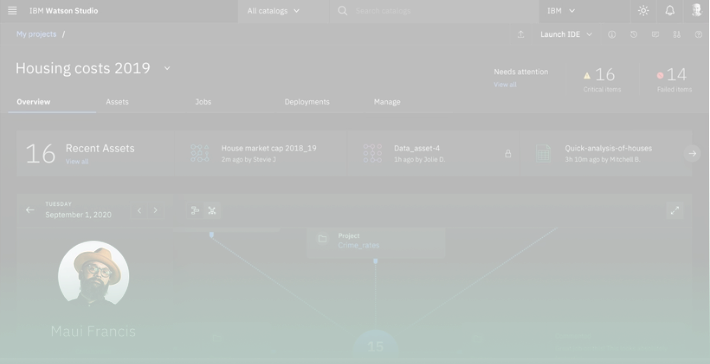 IBM Watson Studio
All catalogs
Search catalogs
IBM
My projects /
Launch IDE
Housing costs 2019
Needs attention
View all
16
Critical items
14
Failed items
Overview
Assets
Jobs
Deployments
Manage
16
Recent Assets
View all
House market cap 2018_19
2m ago by Stevie J.
Data_asset-4
1h ago by Julie D.
Quick-analysis-of-houses
3h 10m ago by Mitchell B.
TUESDAY
September 1, 2020
Project
Crime_rates
Maui Francis
15